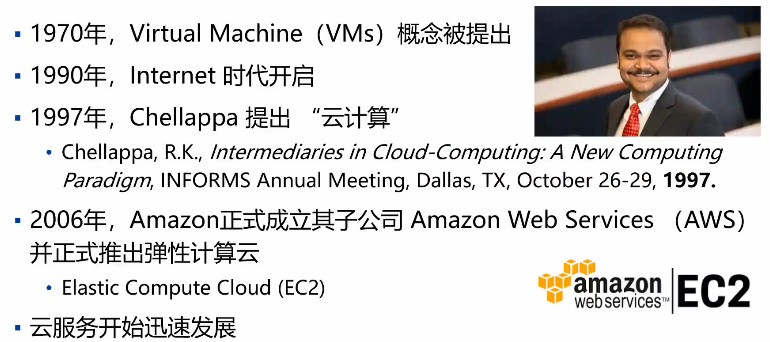 ▪ 1970年，Virtual Machine（VMs）概念被提出
▪ 1990年，Internet 时代开启
▪ 1997年，Chellappa 提出 “云计算”
• Chellappa, R.K., Intermediaries in Cloud-Computing: A New Computing
Paradigm, INFORMS Annual Meeting, Dallas, TX, October 26-29, 1997.
▪ 2006年，Amazon正式成立其子公司 Amazon Web Services （AWS）
并正式推出弹性计算云
• Elastic Compute Cloud (EC2)
amazon
webservices™
EC2
▪ 云服务开始迅速发展